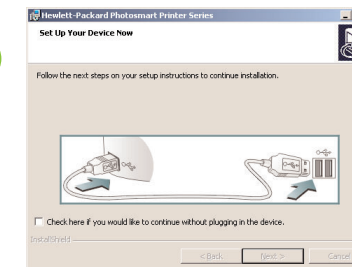 Hewlett-Packard Photosmart Printer Series
Set Up Your Device Now
Follow the next steps on your setup instructions to continue installation.
Check here if you would like to continue without plugging in the device.
InstallShield
< Back Next > Cancel